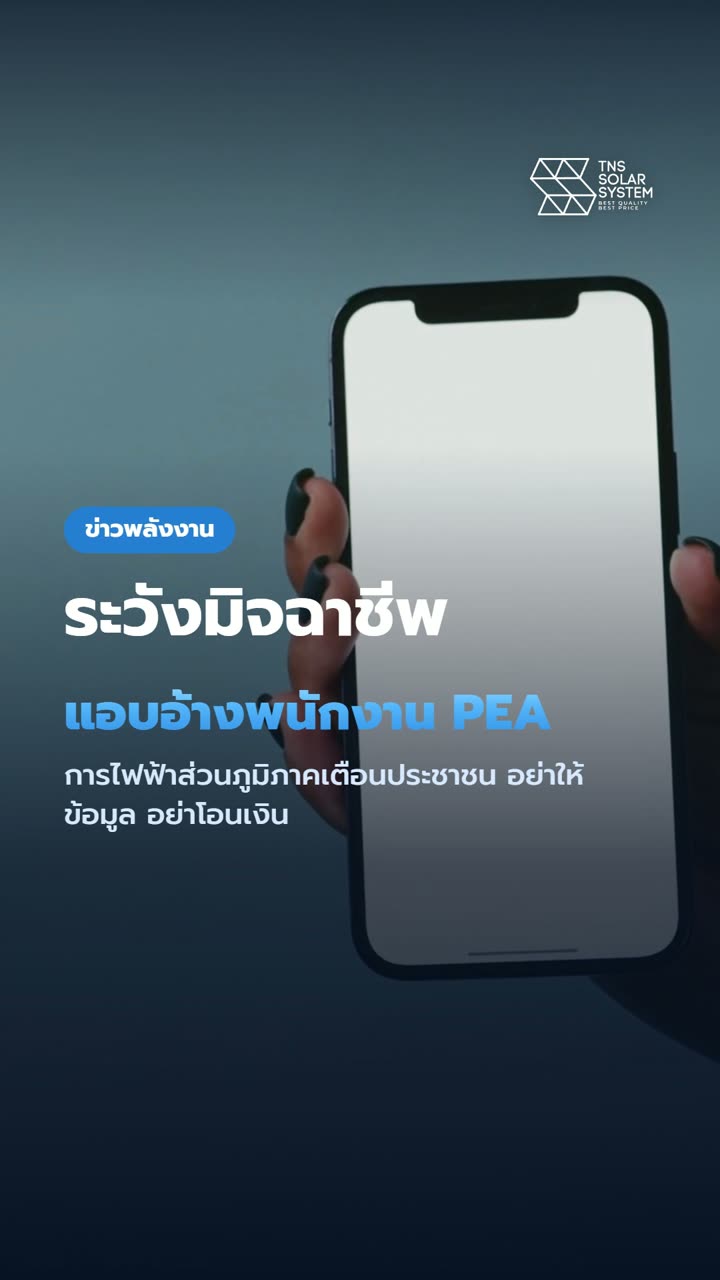 TNS
SOLAR
SYSTEM
BEST QUALITY
BEST PRICE
ข่าวพลังงาน
ระวังมิจฉาชีพ
แอบอ้างพนักงาน PEA
การไฟฟ้าส่วนภูมิภาคเตือนประชาชน อย่าให้
ข้อมูล อย่าโอนเงิน